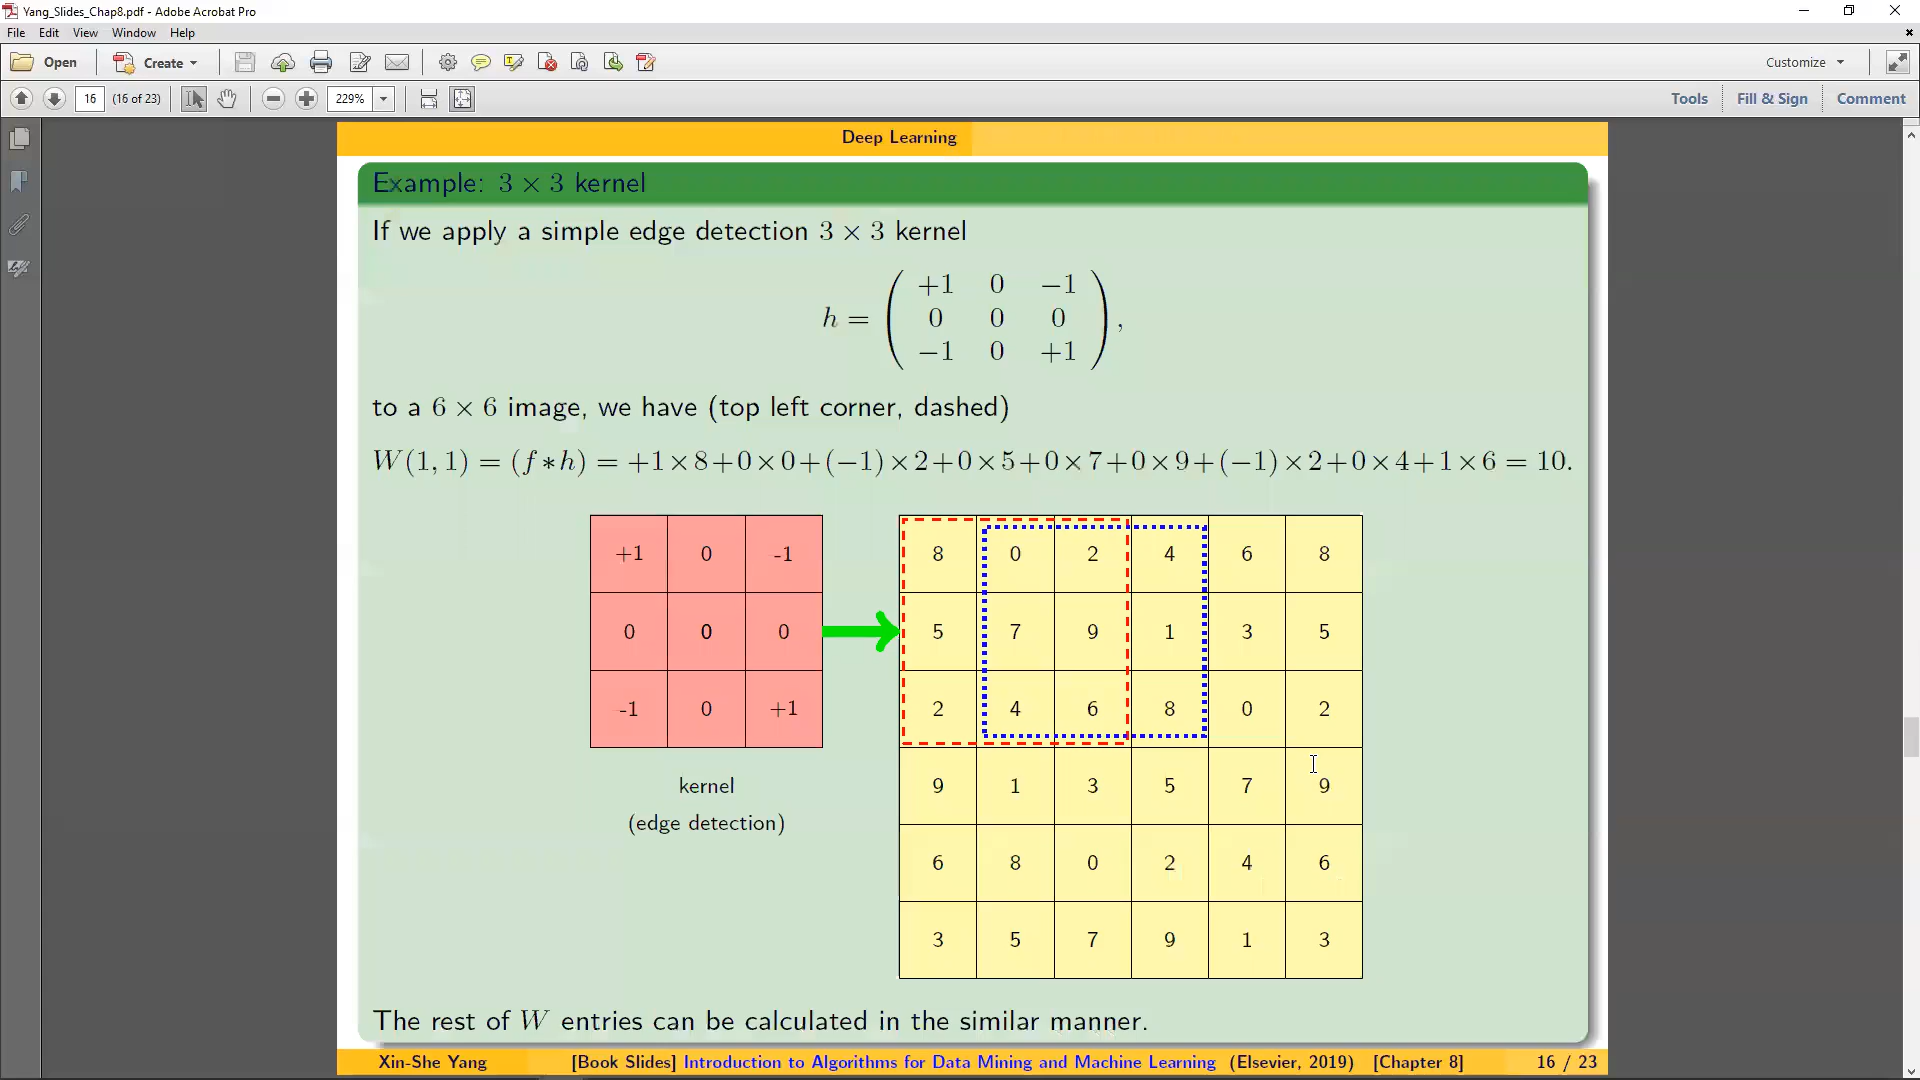 Yang_Slides_Chap8.pdf - Adobe Acrobat Pro
File Edit View Window Help
Open Create Customize
16 (16 of 23) 229% Tools Fill & Sign Comment
Deep Learning
Example: 3 × 3 kernel
If we apply a simple edge detection 3 × 3 kernel
+1 0 −1
h = 0 0 0 ,
−1 0 +1
to a 6 × 6 image, we have (top left corner, dashed)
W(1, 1) = (f ∗ h) = +1×8+0×0+(−1)×2+0×5+0×7+0×9+(−1)×2+0×4+1×6 = 10.
+1 0 -1
0 0 0
-1 0 +1
kernel
(edge detection)
8 0 2 4 6 8
5 7 9 1 3 5
2 4 6 8 0 2
9 1 3 5 7 9
6 8 0 2 4 6
3 5 7 9 1 3
The rest of W entries can be calculated in the similar manner.
Xin-She Yang [Book Slides] Introduction to Algorithms for Data Mining and Machine Learning (Elsevier, 2019) [Chapter 8] 16 / 23